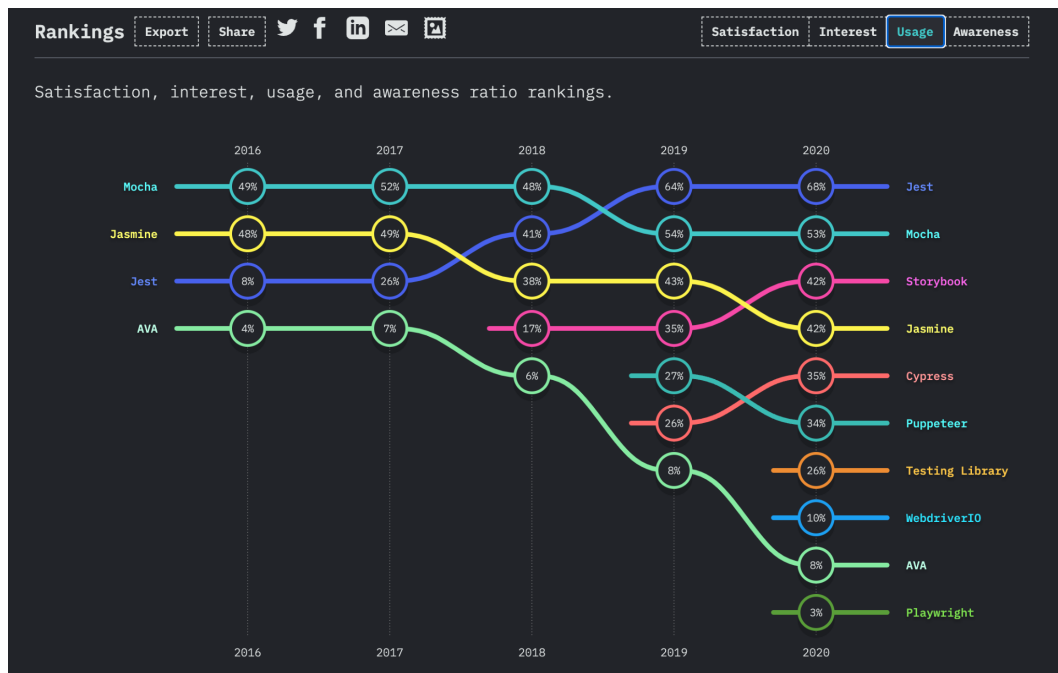 Rankings Export Share Satisfaction Interest Usage Awareness
Satisfaction, interest, usage, and awareness ratio rankings.
2016 2017 2018 2019 2020
Mocha 49% 52% 48% 64% 68% Jest
Jasmine 48% 49% 41% 54% 53% Mocha
Jest 8% 26% 38% 43% 42% Storybook
AVA 4% 7% 17% 35% 42% Jasmine
6% 27% 35% Cypress
26% 34% Puppeteer
8% 26% Testing Library
10% WebdriverIO
8% AVA
3% Playwright
2016 2017 2018 2019 2020